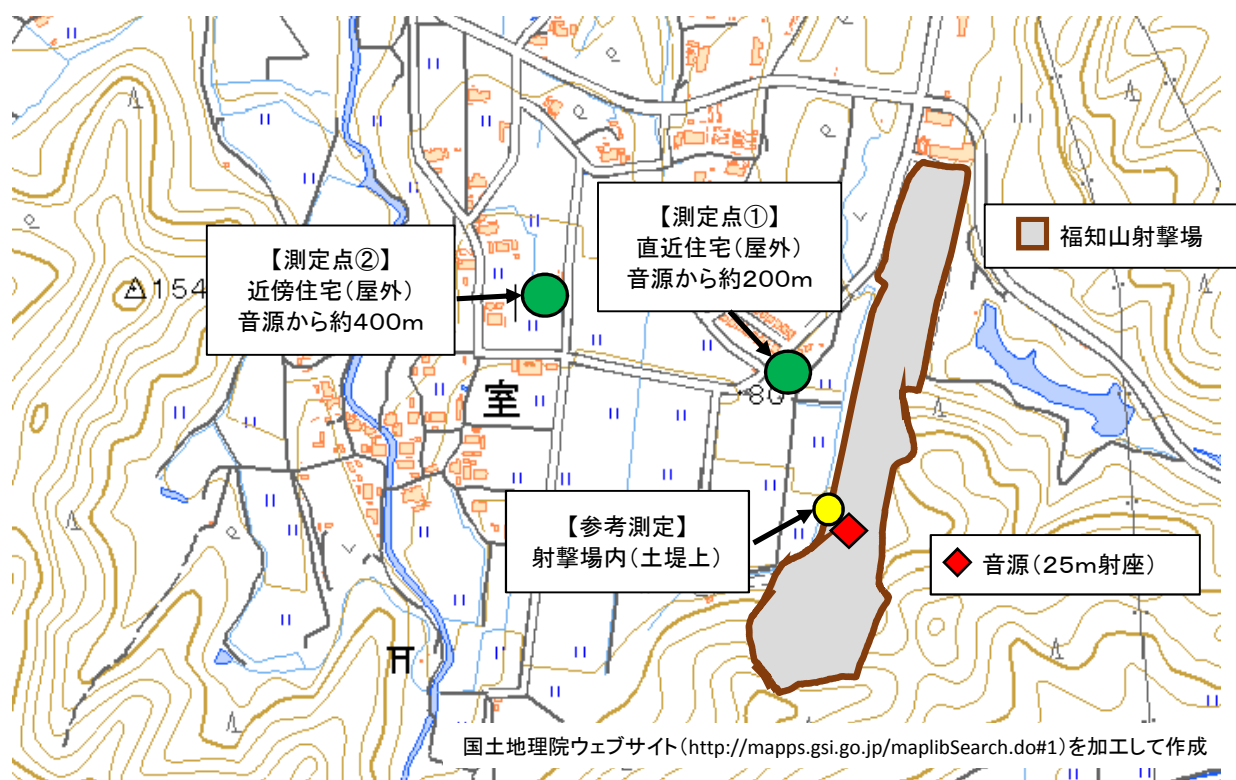 【測定点①】
直近住宅(屋外)
音源から約200m
福知山射撃場
【測定点②】
近傍住宅(屋外)
音源から約400m
154
室
80
【参考測定】
射撃場内(土堤上)
音源(25m射座)
国土地理院ウェブサイト(http://mapps.gsi.go.jp/maplibSearch.do#1)を加工して作成